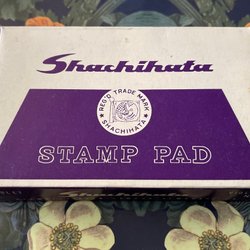 Shachihata
REG'D TRADE MARK
SHACHIHATA
STAMP PAD